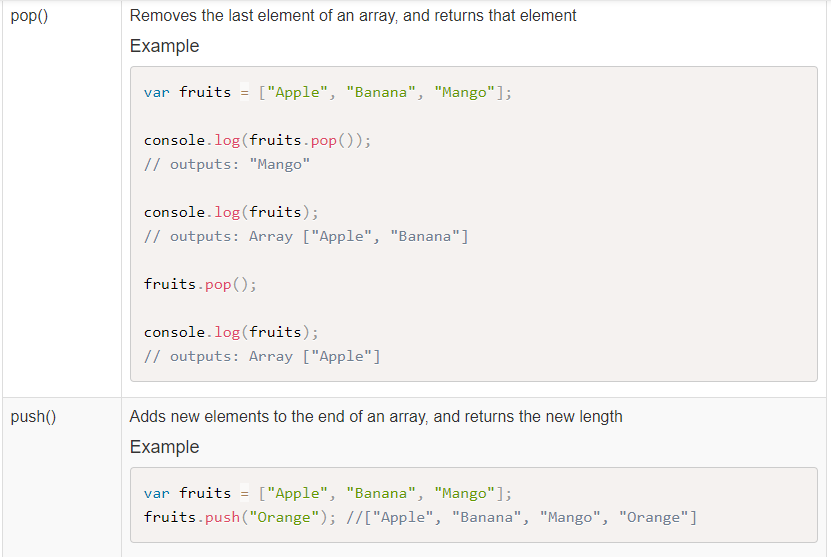 pop()
Removes the last element of an array, and returns that element
Example
var fruits = ["Apple", "Banana", "Mango"];
console.log(fruits.pop());
// outputs: "Mango"
console.log(fruits);
// outputs: Array ["Apple", "Banana"]
fruits.pop();
console.log(fruits);
// outputs: Array ["Apple"]
push()
Adds new elements to the end of an array, and returns the new length
Example
var fruits = ["Apple", "Banana", "Mango"];
fruits.push("Orange"); //["Apple", "Banana", "Mango", "Orange"]